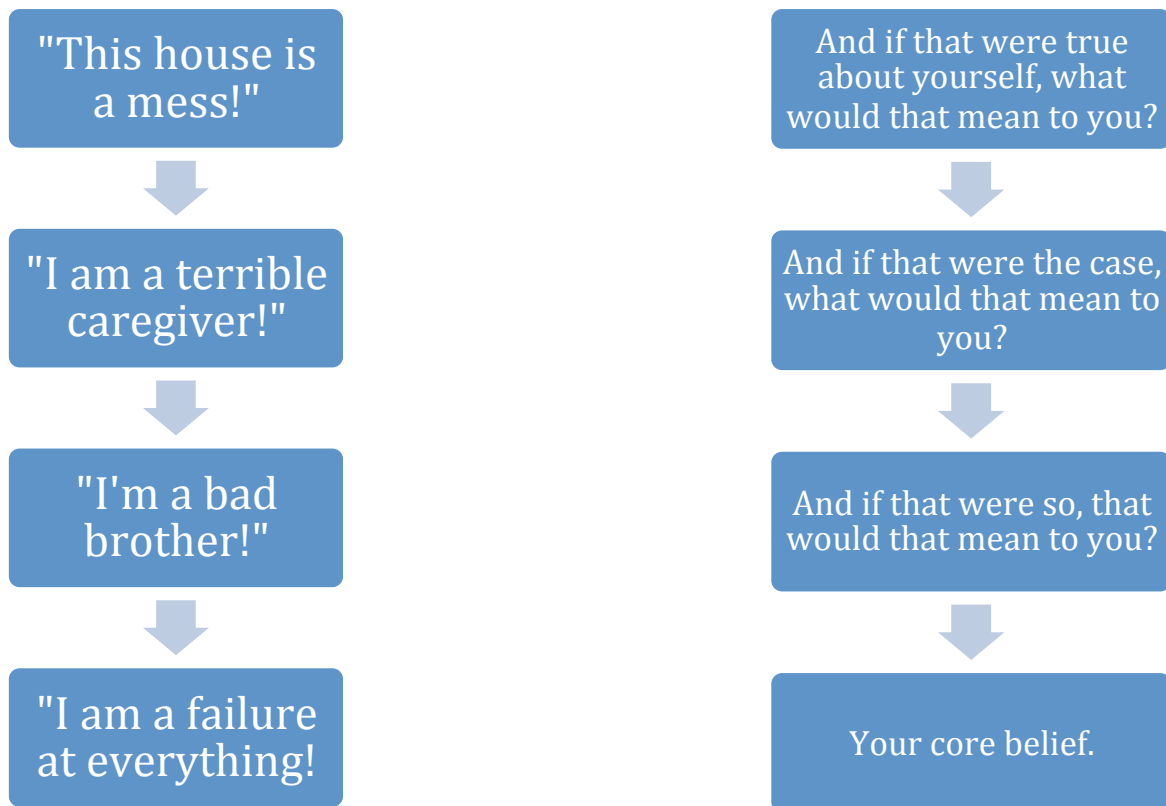 "This house is
a mess!"
"I am a terrible
caregiver!"
"I'm a bad
brother!"
"I am a failure
at everything!
And if that were true
about yourself, what
would that mean to you?
And if that were the case,
what would that mean to
you?
And if that were so, that
would that mean to you?
Your core belief.